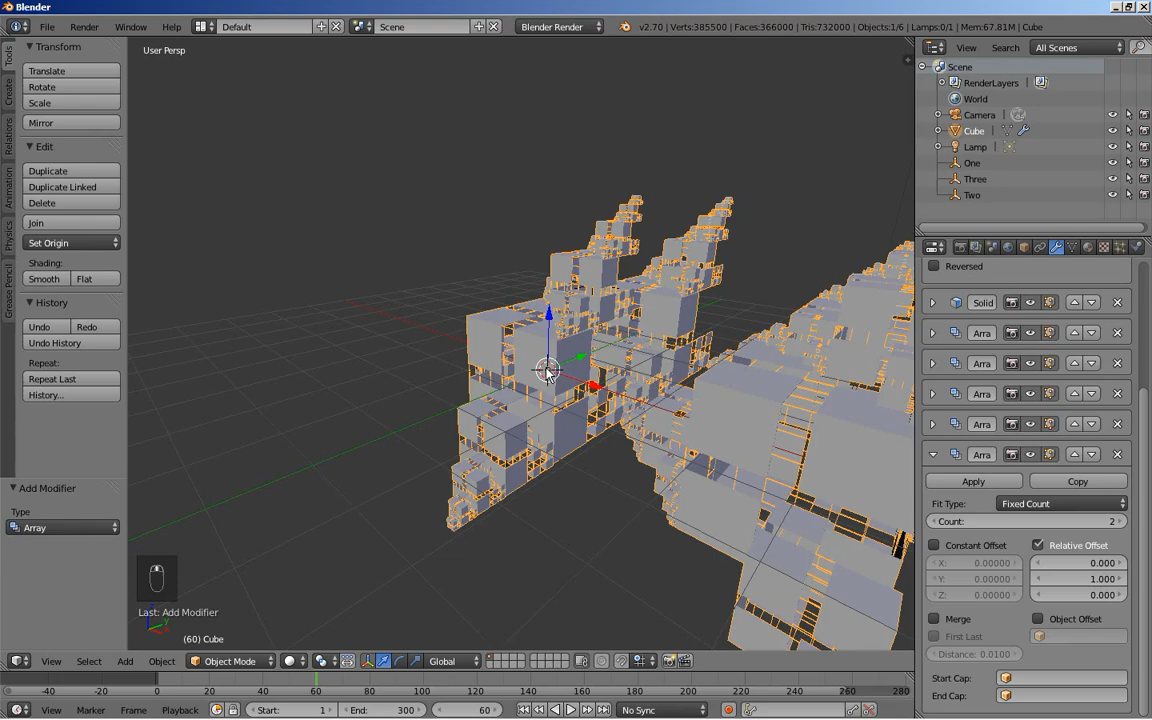 Blender
File Render Window Help Default Scene Blender Render v2.70 | Verts:385500 | Faces:366000 | Tris:732000 | Objects:1/6 | Lamps:0/1 | Mem:67.81M | Cube
Tools
Create
Relations
Animation
Physics
Grease Pencil
Transform
Translate
Rotate
Scale
Mirror
Edit
Duplicate
Duplicate Linked
Delete
Join
Set Origin
Shading:
Smooth Flat
History
Undo Redo
Undo History
Repeat:
Repeat Last
History...
Add Modifier
Type
Array
User Persp
Last: Add Modifier
(60) Cube
View Search All Scenes
Scene
RenderLayers
World
Camera
Cube
Lamp
One
Three
Two
Reversed
Solid
Arra
Arra
Arra
Arra
Arra
Apply Copy
Fit Type: Fixed Count
Count: 2
Constant Offset Relative Offset
X: 0.00000 0.000
Y: 0.00000 1.000
Z: 0.00000 0.000
Merge Object Offset
First Last
Distance: 0.0100
Start Cap:
End Cap:
View Select Add Object Object Mode Global
-40 -20 0 20 40 60 80 100 120 140 160 180 200 220 240 260 280
View Marker Frame Playback Start: 1 End: 300 60 No Sync